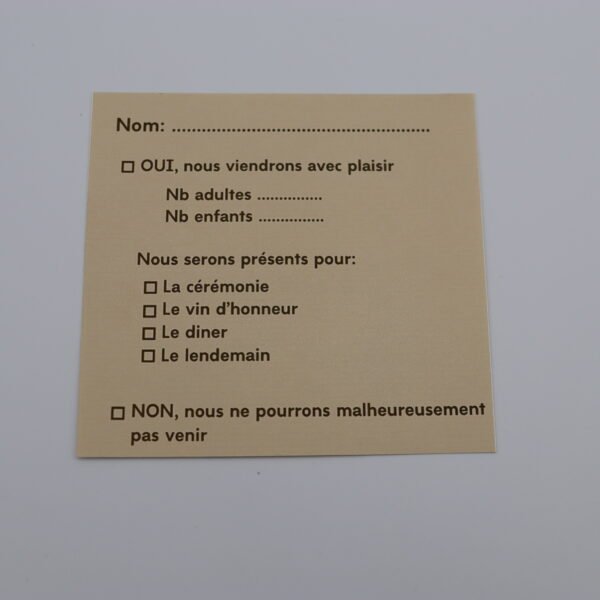 Nom: ....................................................
☐ OUI, nous viendrons avec plaisir
Nb adultes ...............
Nb enfants ...............
Nous serons présents pour:
☐ La cérémonie
☐ Le vin d'honneur
☐ Le diner
☐ Le lendemain
☐ NON, nous ne pourrons malheureusement
pas venir